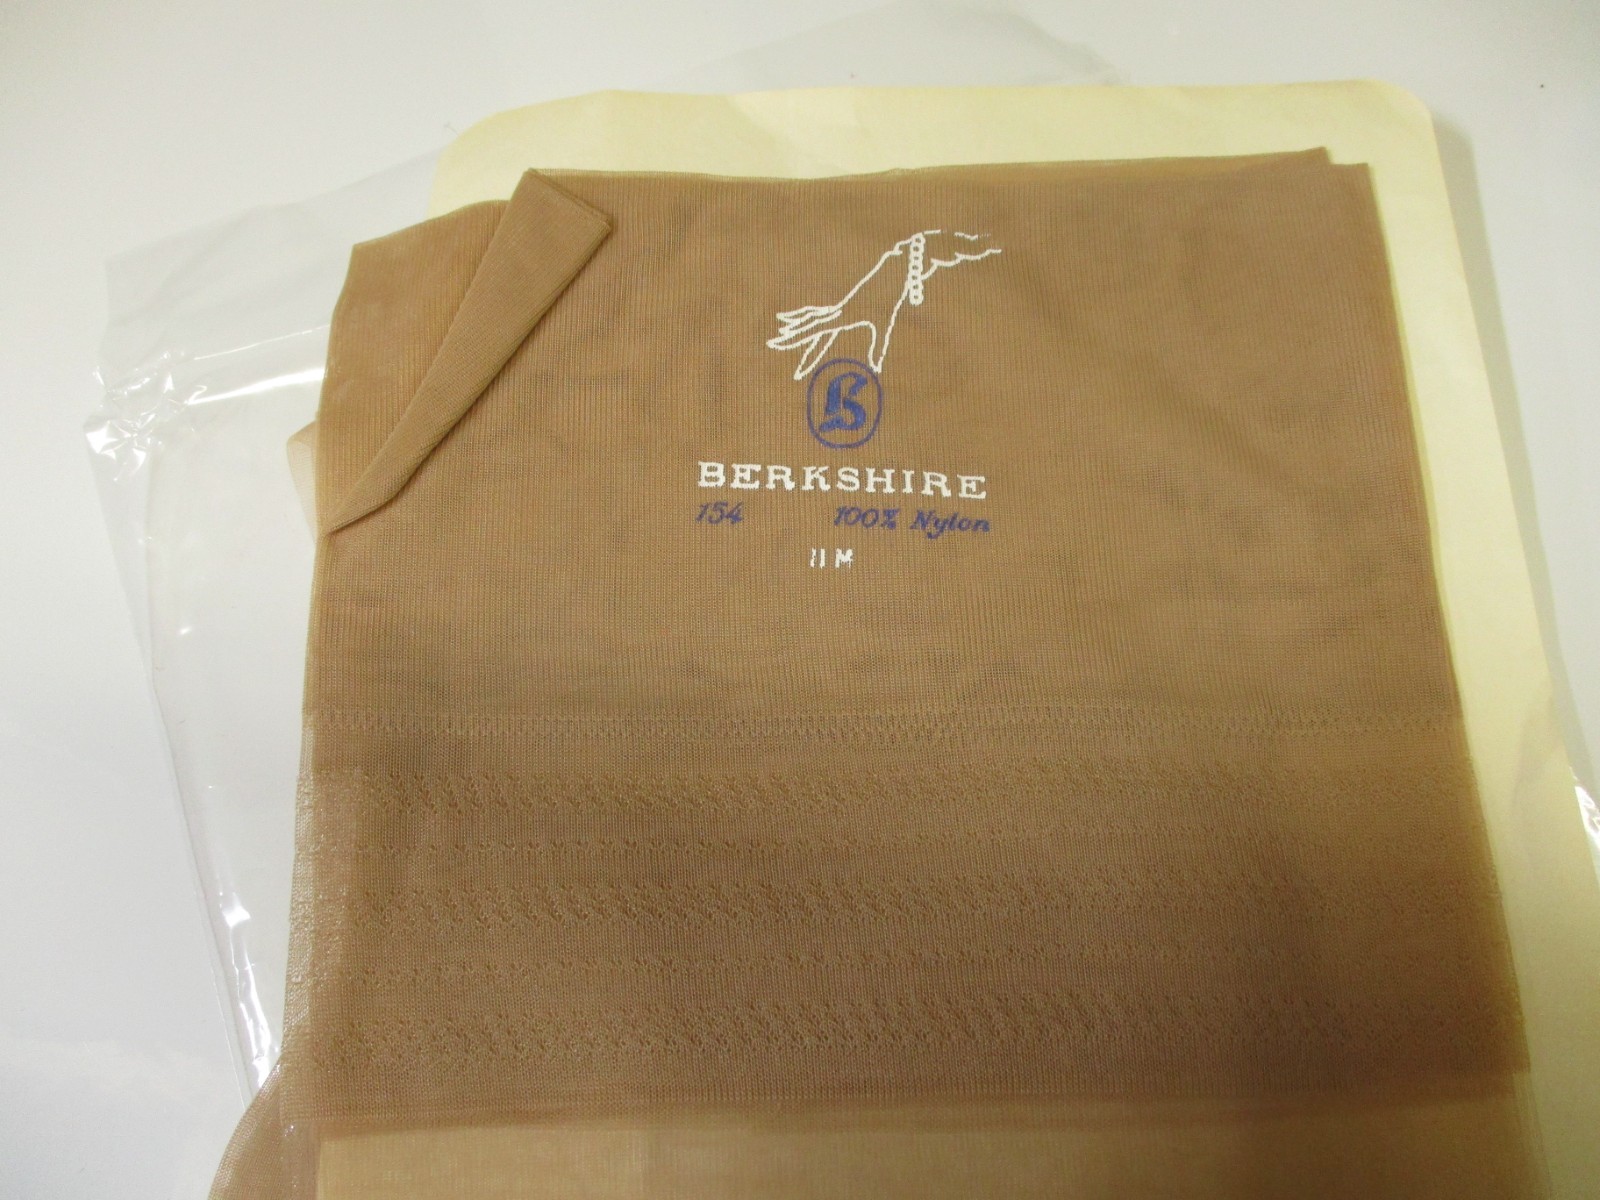 B
BERKSHIRE
154 100% Nylon
11 M